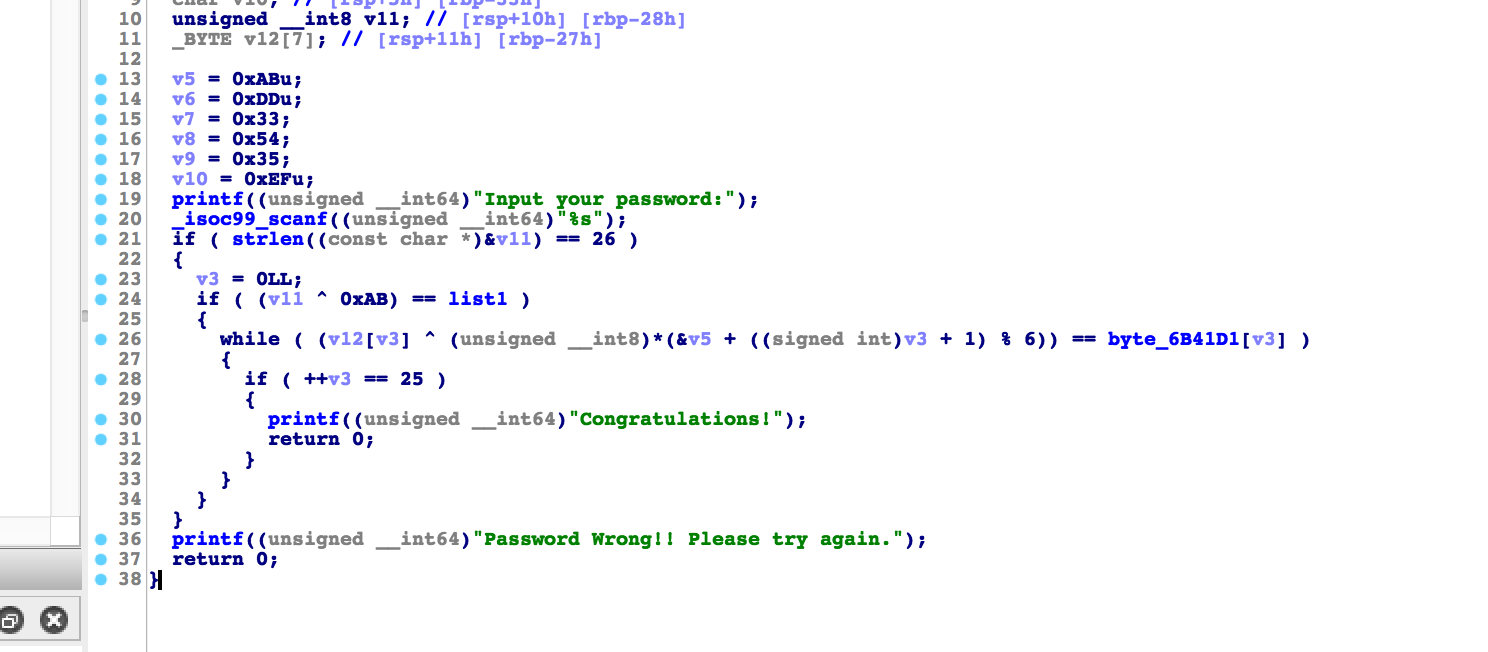 9 char v10; // [rsp+5h] [rbp-33h]
10 unsigned __int8 v11; // [rsp+10h] [rbp-28h]
11 _BYTE v12[7]; // [rsp+11h] [rbp-27h]
12
13 v5 = 0xABu;
14 v6 = 0xDDu;
15 v7 = 0x33;
16 v8 = 0x54;
17 v9 = 0x35;
18 v10 = 0xEFu;
19 printf((unsigned __int64)"Input your password:");
20 _isoc99_scanf((unsigned __int64)"%s");
21 if ( strlen((const char *)&v11) == 26 )
22 {
23 v3 = 0LL;
24 if ( (v11 ^ 0xAB) == list1 )
25 {
26 while ( (v12[v3] ^ (unsigned __int8)*(&v5 + ((signed int)v3 + 1) % 6)) == byte_6B41D1[v3] )
27 {
28 if ( ++v3 == 25 )
29 {
30 printf((unsigned __int64)"Congratulations!");
31 return 0;
32 }
33 }
34 }
35 }
36 printf((unsigned __int64)"Password Wrong!! Please try again.");
37 return 0;
38 }